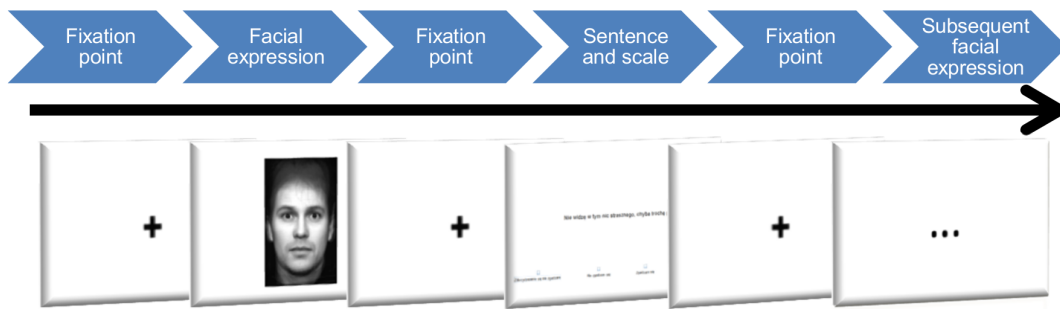 Fixation
point
Facial
expression
Fixation
point
Sentence
and scale
Fixation
point
Subsequent
facial
expression
+
+
Nie widzę w tym nic strasznego, chyba trochę
+
...